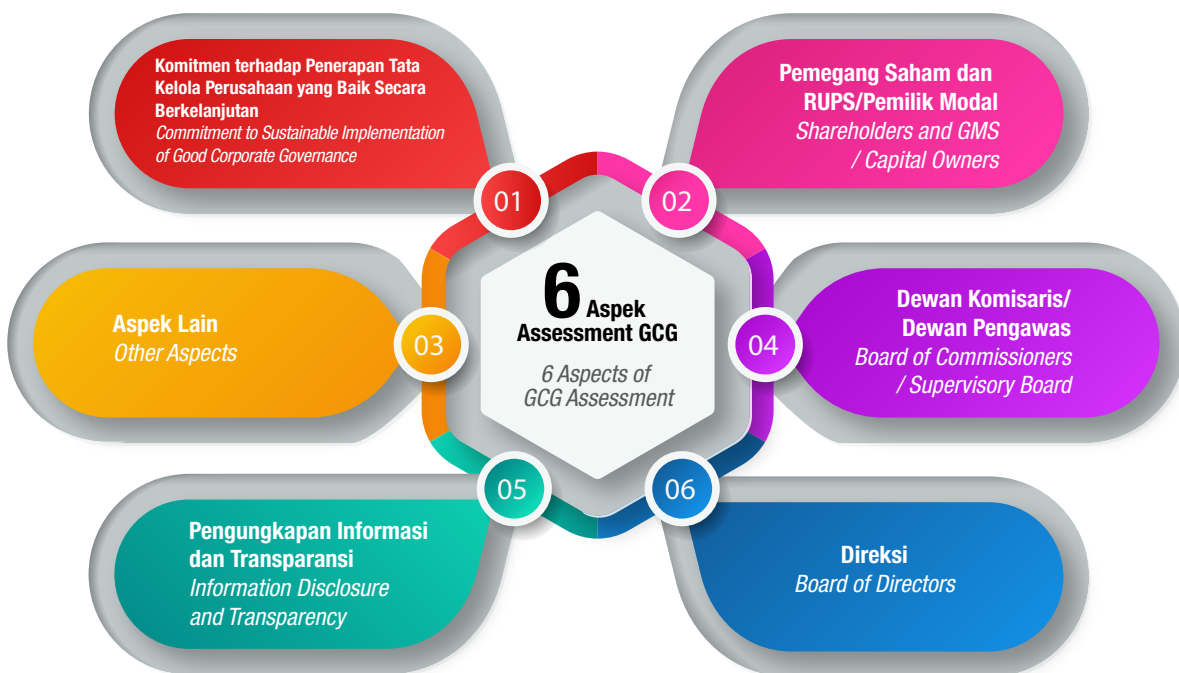 Komitmen terhadap Penerapan Tata
Kelola Perusahaan yang Baik Secara
Berkelanjutan
Commitment to Sustainable Implementation
of Good Corporate Governance
01
Pemegang Saham dan
RUPS/Pemilik Modal
Shareholders and GMS
/ Capital Owners
02
Aspek Lain
Other Aspects
03
6 Aspek
Assessment GCG
6 Aspects of
GCG Assessment
04
Dewan Komisaris/
Dewan Pengawas
Board of Commissioners
/ Supervisory Board
05
Pengungkapan Informasi
dan Transparansi
Information Disclosure
and Transparency
06
Direksi
Board of Directors